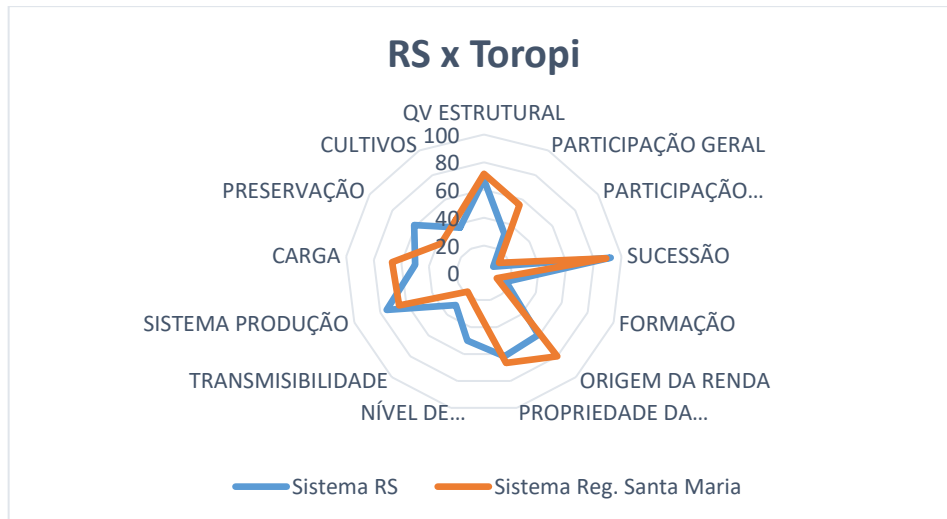 RS x Toropi
QV ESTRUTURAL
PARTICIPAÇÃO GERAL
PARTICIPAÇÃO...
SUCESSÃO
FORMAÇÃO
ORIGEM DA RENDA
PROPRIEDADE DA...
NÍVEL DE...
TRANSMISIBILIDADE
SISTEMA PRODUÇÃO
CARGA
PRESERVAÇÃO
CULTIVOS
100
80
60
40
20
0
Sistema RS
Sistema Reg. Santa Maria